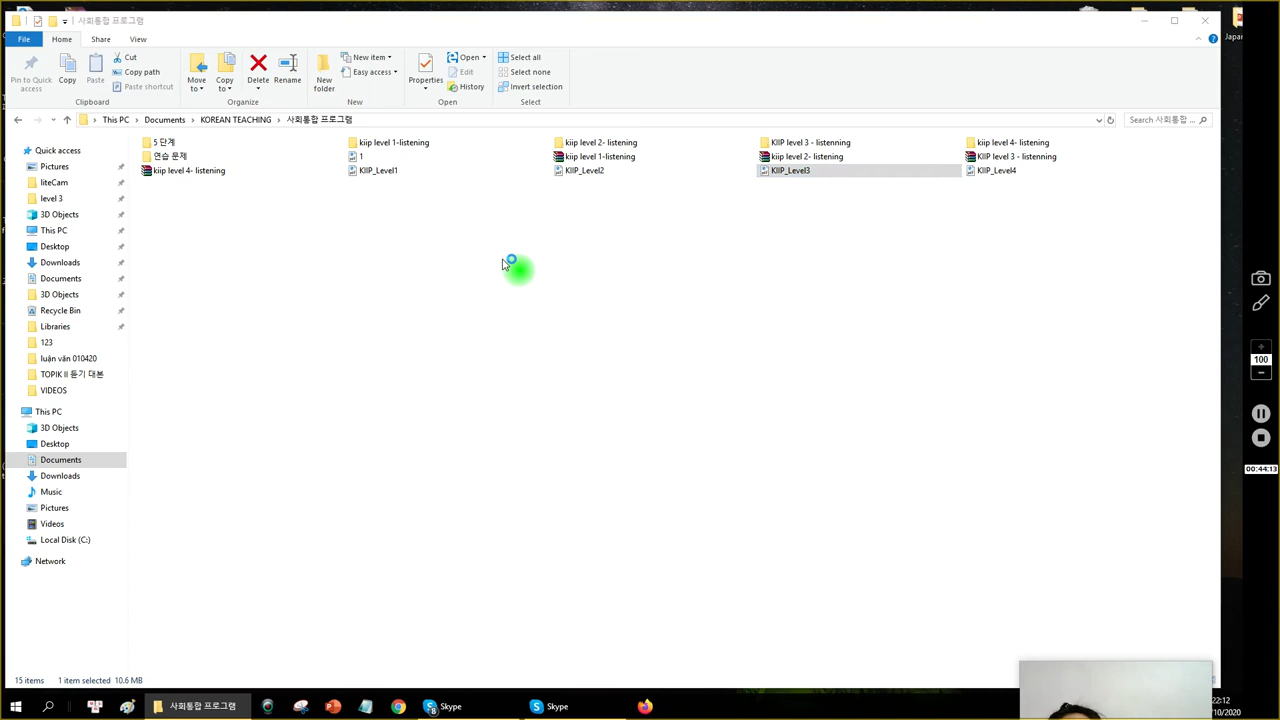 사회통합 프로그램
File Home Share View
Pin to Quick access
Copy
Paste
Cut
Copy path
Paste shortcut
Clipboard
Move to
Copy to
Delete
Rename
Organize
New folder
New item
Easy access
New
Properties
Open
Edit
History
Open
Select all
Select none
Invert selection
Select
This PC > Documents > KOREAN TEACHING > 사회통합 프로그램
Search 사회통합 ...
5 단계
kiip level 1-listening
kiip level 2- listening
KIIP level 3 - listenning
kiip level 4- listening
연습 문제
1
kiip level 1-listening
kiip level 2- listening
KIIP level 3 - listenning
kiip level 4- listening
KIIP_Level1
KIIP_Level2
KIIP_Level3
KIIP_Level4
Quick access
Pictures
liteCam
level 3
3D Objects
This PC
Desktop
Downloads
Documents
3D Objects
Recycle Bin
Libraries
123
luận văn 010420
TOPIK II 듣기 대본
VIDEOS
This PC
3D Objects
Desktop
Documents
Downloads
Music
Pictures
Videos
Local Disk (C:)
Network
15 items 1 item selected 10.6 MB
Japan
100
00:44:13
사회통합 프로그램
Skype
Skype
22:12
/10/2020